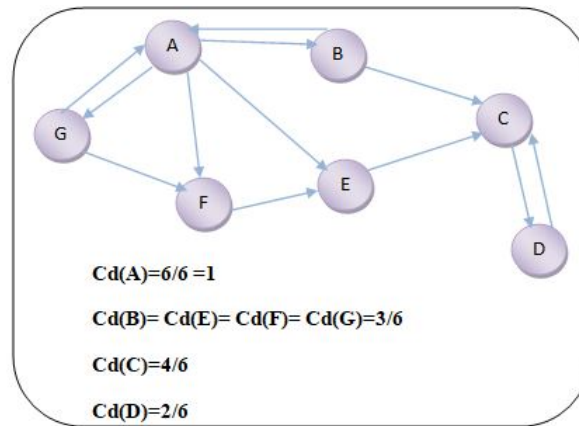 A
B
C
G
E
F
D
Cd(A)=6/6 =1
Cd(B)= Cd(E)= Cd(F)= Cd(G)=3/6
Cd(C)=4/6
Cd(D)=2/6